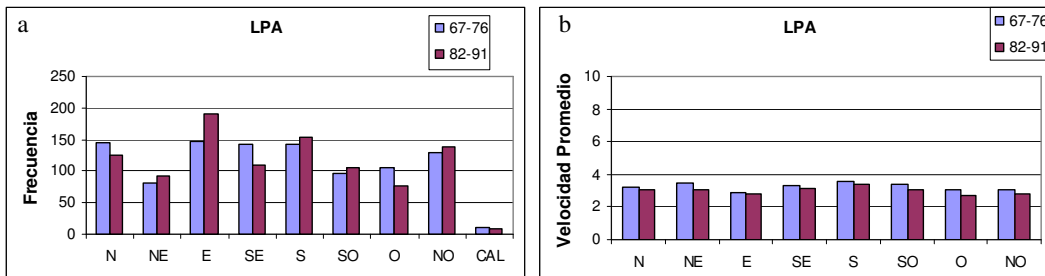 a
LPA
67-76
82-91
Frecuencia
250
200
150
100
50
0
N NE E SE S SO O NO CAL
b
LPA
67-76
82-91
Velocidad Promedio
10
8
6
4
2
0
N NE E SE S SO O NO